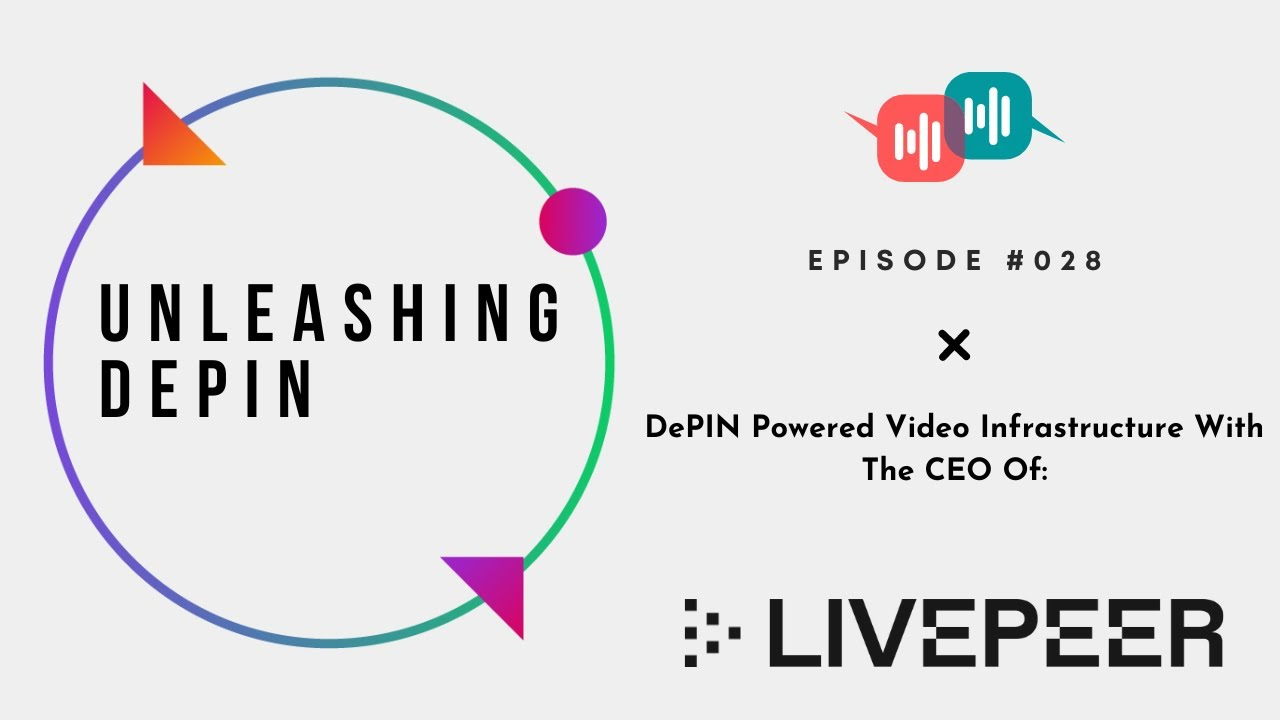 UNLEASHING
DEPIN
EPISODE #028
×
DePIN Powered Video Infrastructure With
The CEO Of:
LIVEPEER